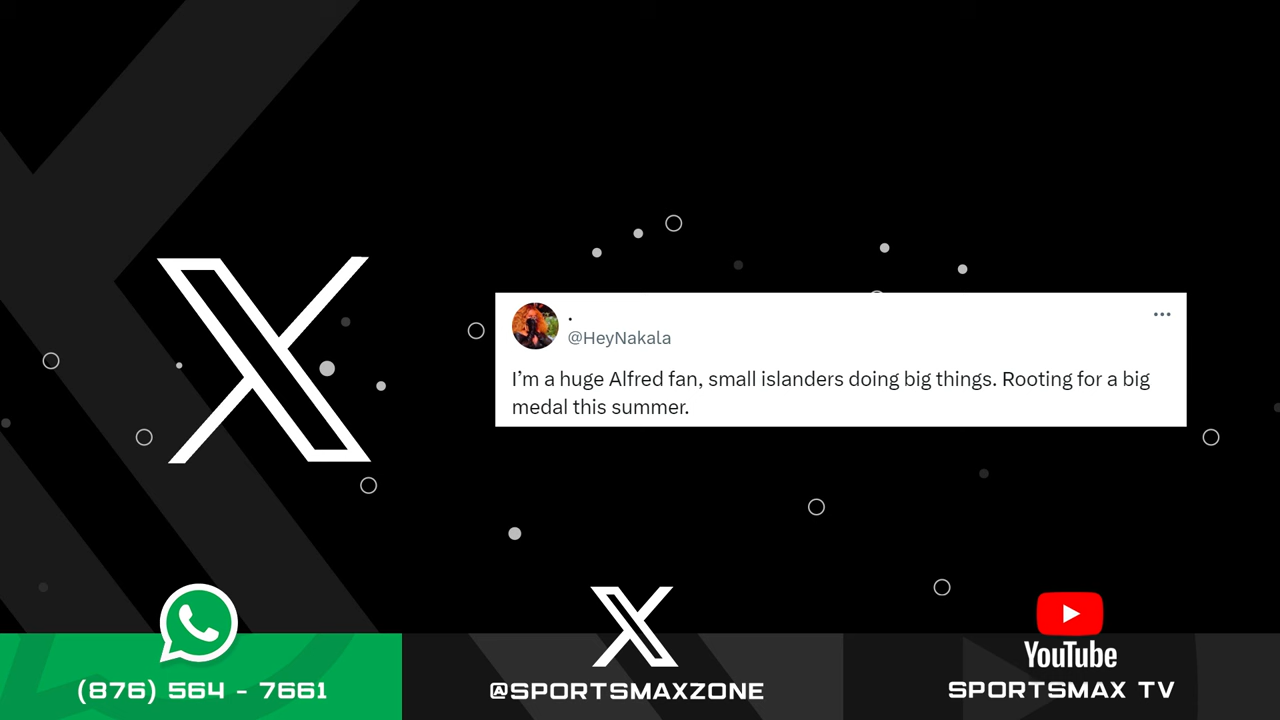 .
@HeyNakala
I’m a huge Alfred fan, small islanders doing big things. Rooting for a big
medal this summer.
(876) 564 - 7661
@SPORTSMAXZONE
YouTube
SPORTSMAX TV